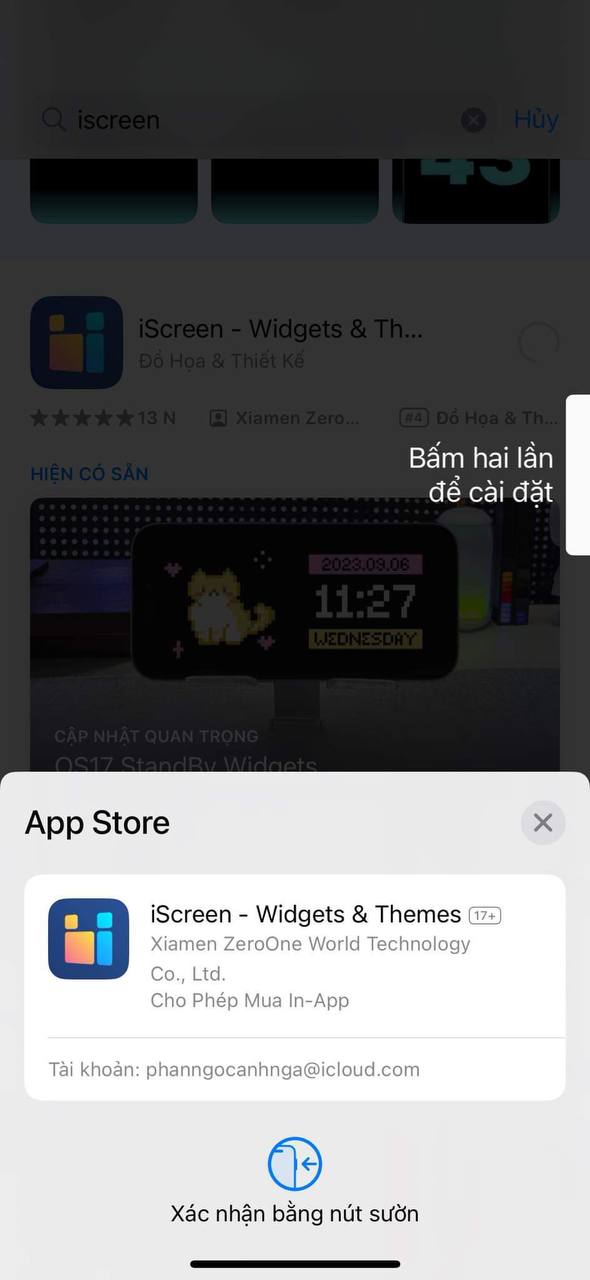 iscreen
Hủy
45
iScreen - Widgets & Th...
Đồ Họa & Thiết Kế
13 N
Xiamen Zero...
#4 Đồ Họa & Th...
HIỆN CÓ SẴN
Bấm hai lần
để cài đặt
2023.09.06
11:27
WEDNESDAY
CẬP NHẬT QUAN TRỌNG
OS17 StandBy Widgets
App Store
iScreen - Widgets & Themes 17+
Xiamen ZeroOne World Technology
Co., Ltd.
Cho Phép Mua In-App
Tài khoản: phanngocanhnga@icloud.com
Xác nhận bằng nút sườn